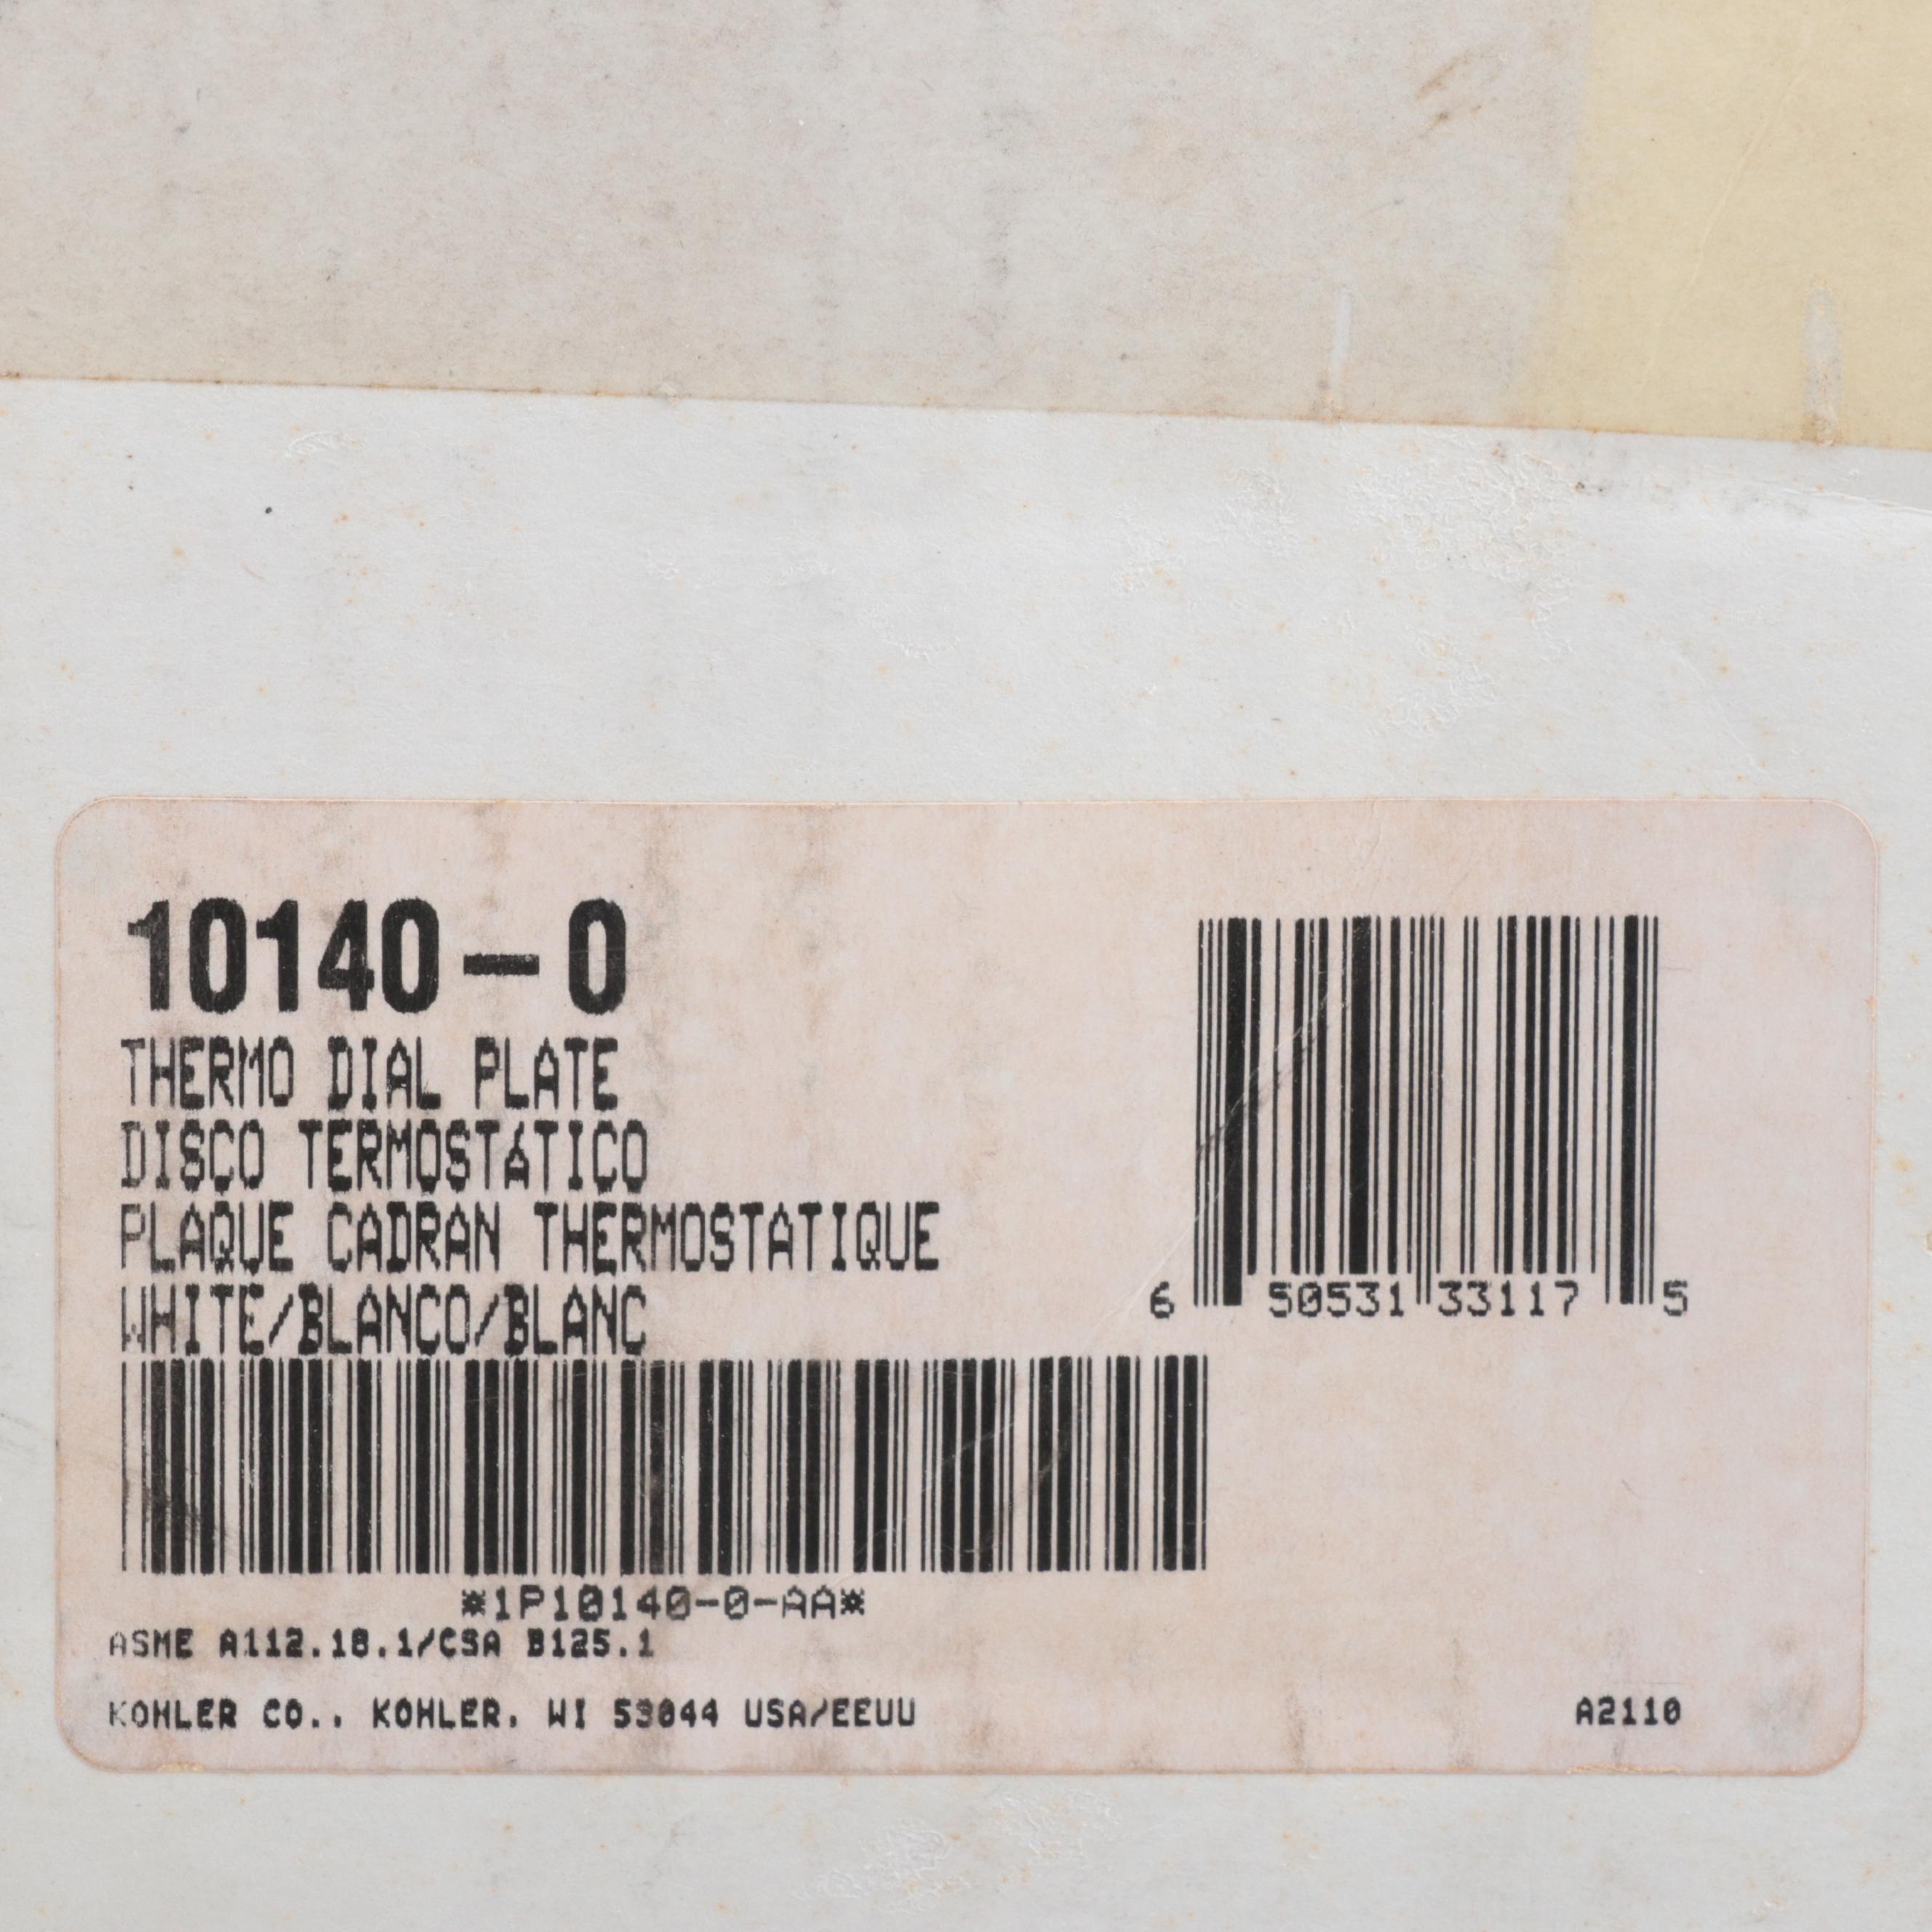 10140-0
THERMO DIAL PLATE
DISCO TERMOSTÁTICO
PLAQUE CADRAN THERMOSTATIQUE
WHITE/BLANCO/BLANC
6 50531 33117 5
*1P10140-0-AA*
ASME A112.18.1/CSA B125.1
KOHLER CO., KOHLER, WI 53044 USA/EEUU
A2110